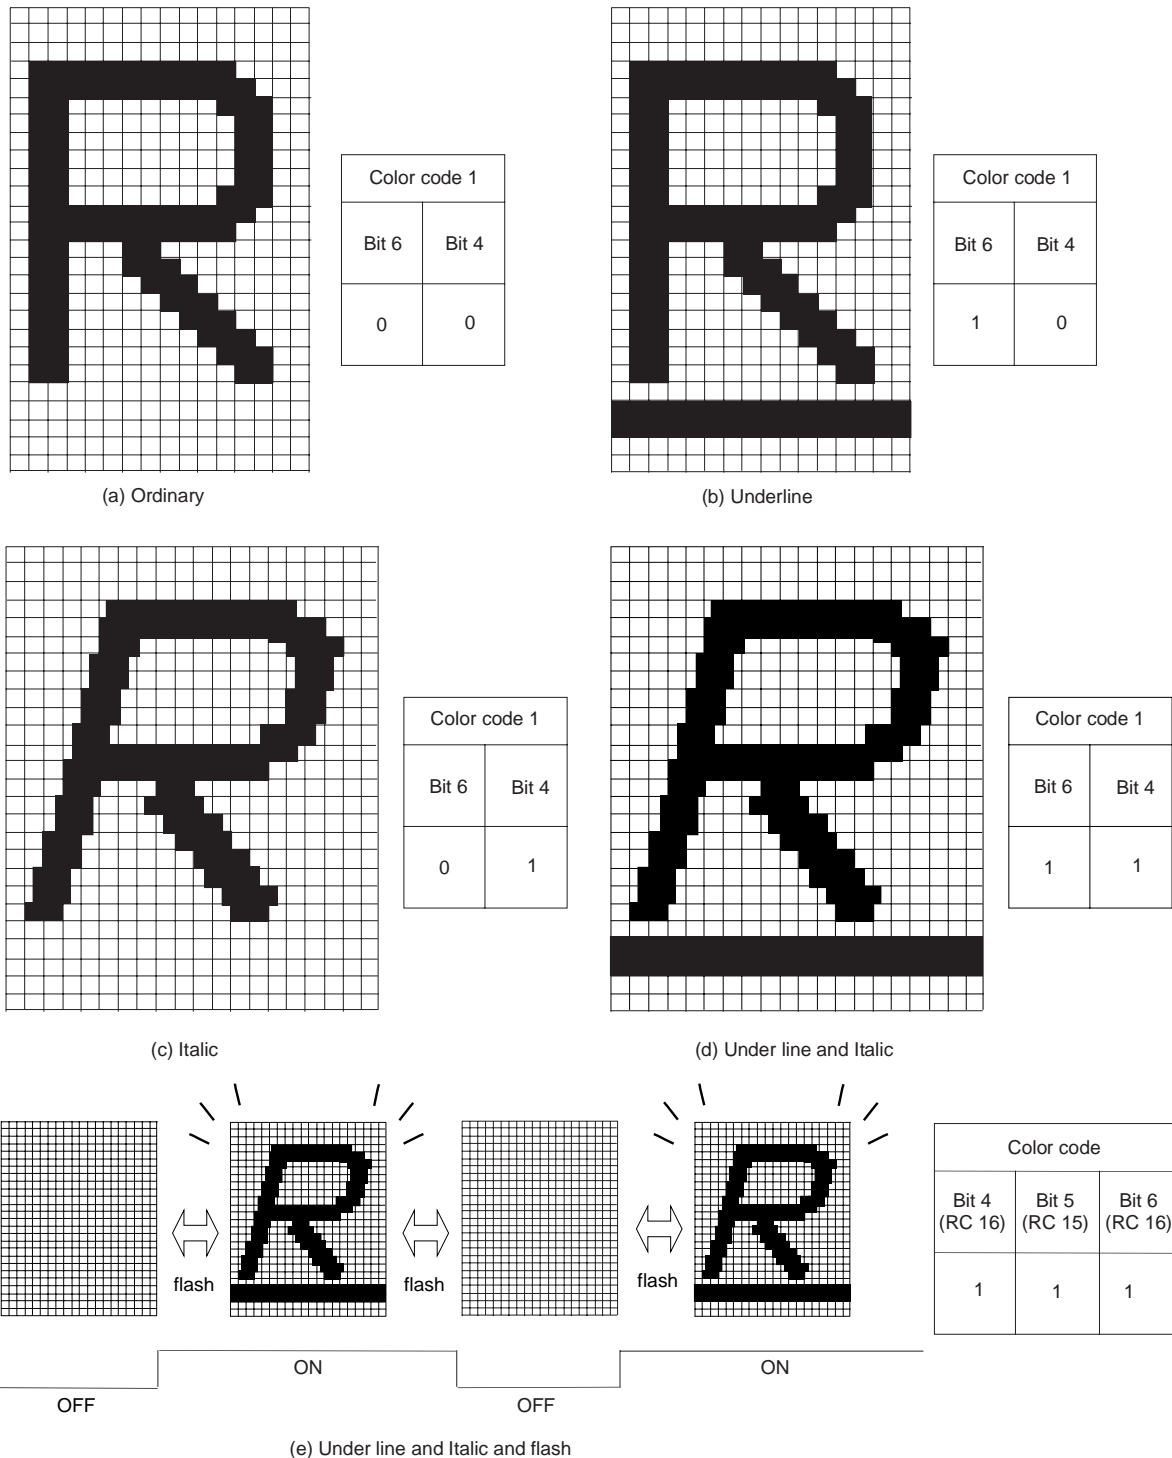 Color code 1
Bit 6 Bit 4
0 0
(a) Ordinary
Color code 1
Bit 6 Bit 4
1 0
(b) Underline
Color code 1
Bit 6 Bit 4
0 1
(c) Italic
Color code 1
Bit 6 Bit 4
1 1
(d) Under line and Italic
flash
flash
flash
Color code
Bit 4 Bit 5 Bit 6
(RC 16) (RC 15) (RC 16)
1 1 1
OFF
ON
OFF
ON
(e) Under line and Italic and flash